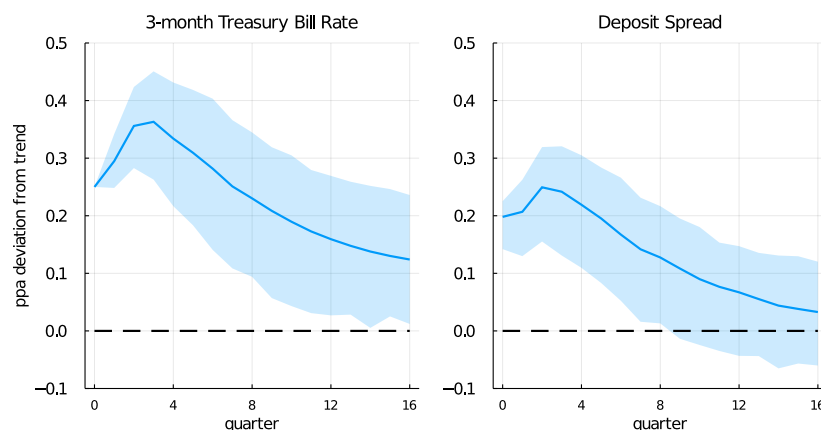 3-month Treasury Bill Rate
Deposit Spread
ppa deviation from trend
0.5
0.4
0.3
0.2
0.1
0.0
−0.1
0 4 8 12 16
quarter
0.5
0.4
0.3
0.2
0.1
0.0
−0.1
0 4 8 12 16
quarter